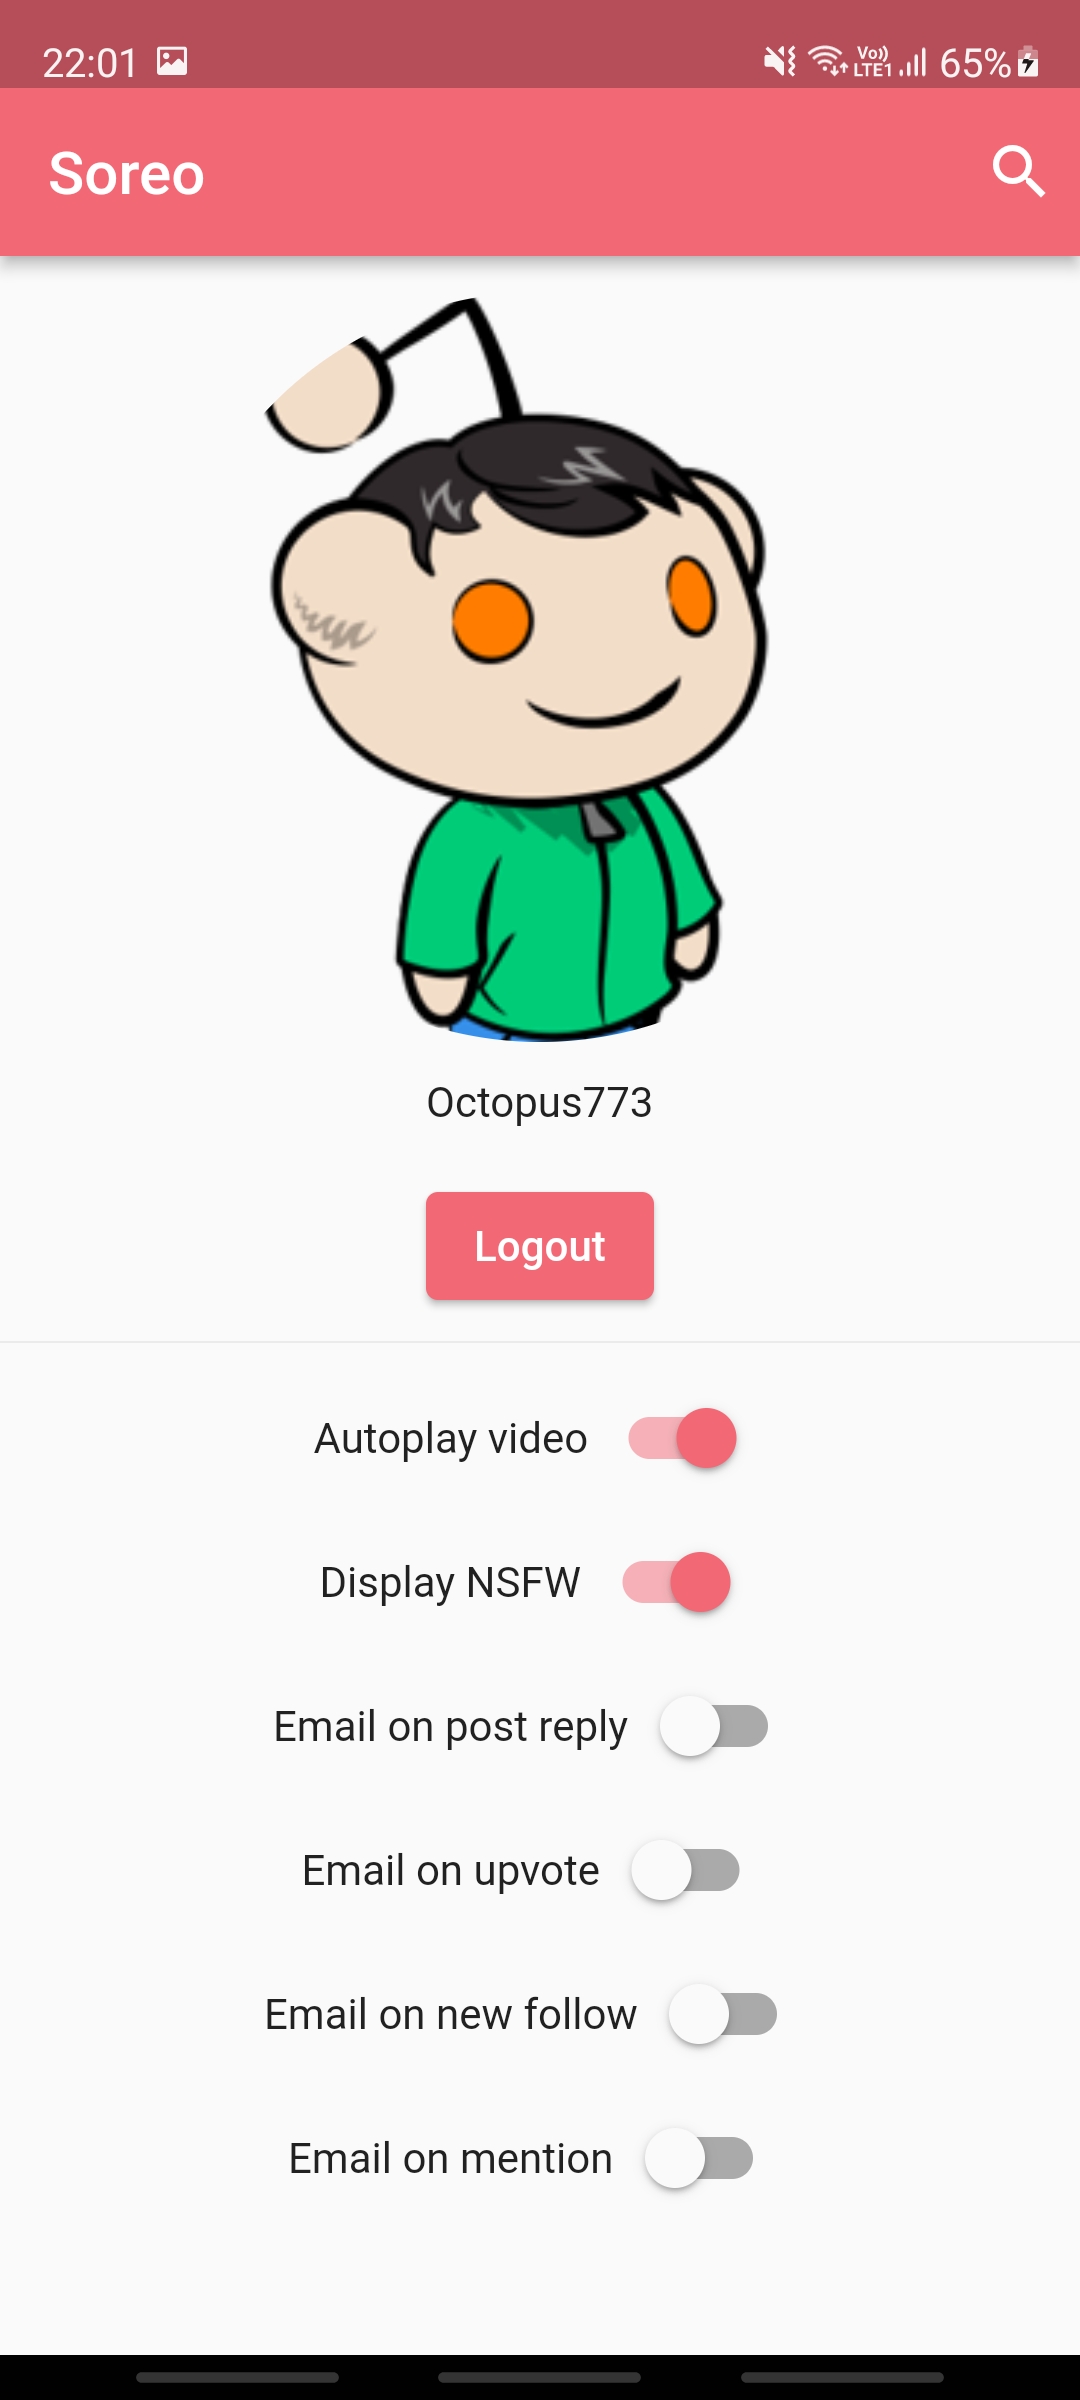 22:01 Vo)) LTE1 65%
Soreo
Octopus773
Logout
Autoplay video
Display NSFW
Email on post reply
Email on upvote
Email on new follow
Email on mention